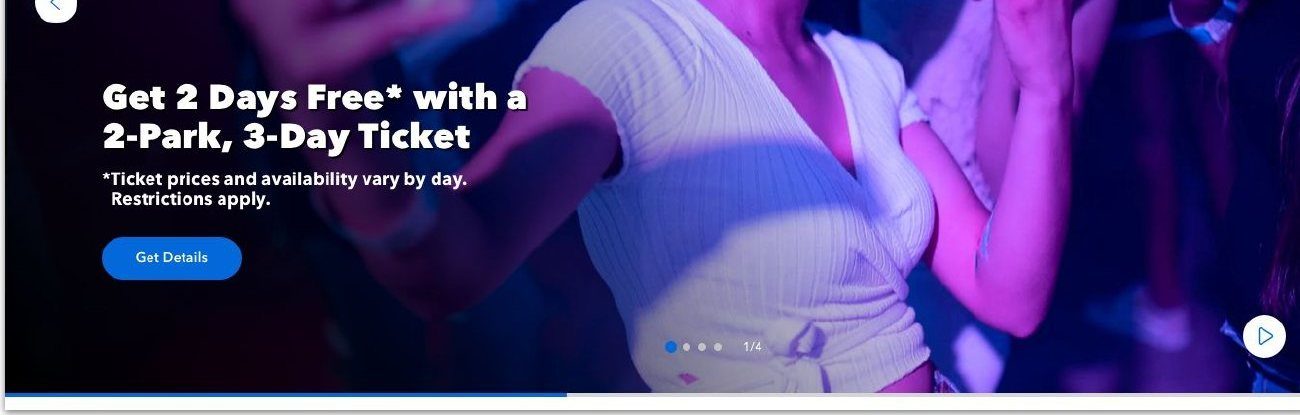 Get 2 Days Free* with a
2-Park, 3-Day Ticket
*Ticket prices and availability vary by day.
Restrictions apply.
Get Details
1/4